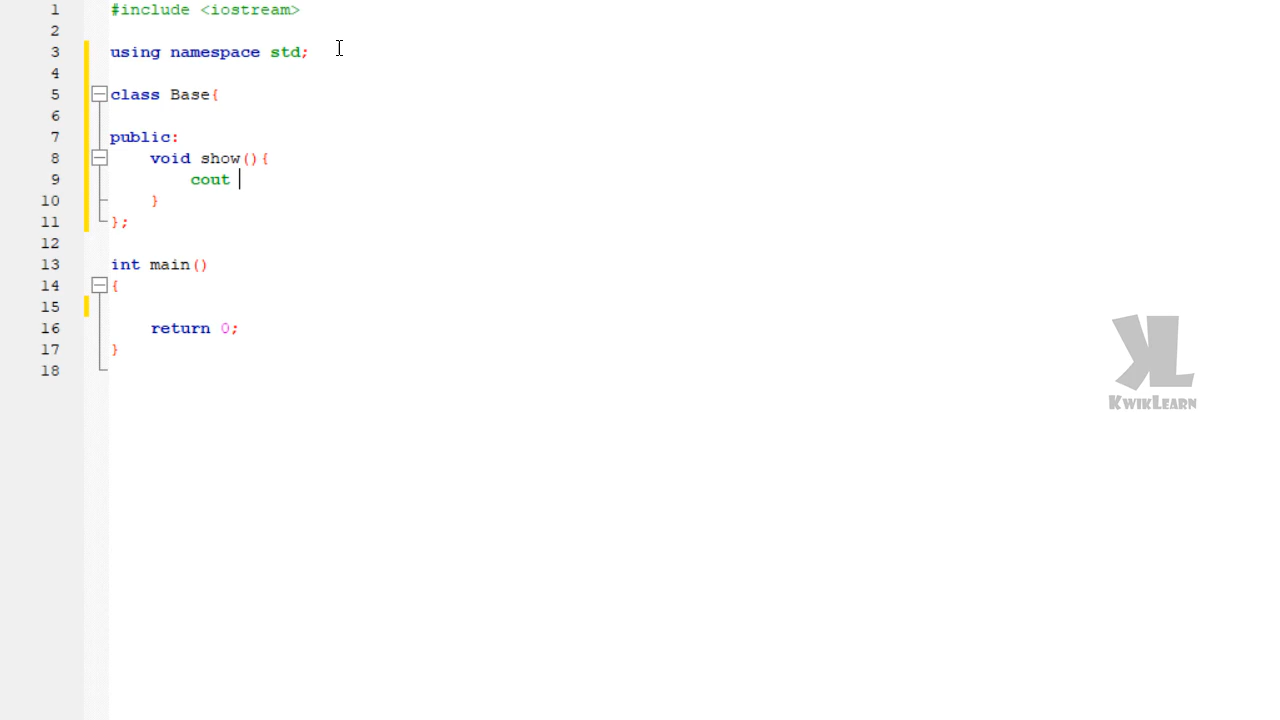 1 #include <iostream>
2
3 using namespace std;
4
5 class Base{
6
7 public:
8 void show(){
9 cout
10 }
11 };
12
13 int main()
14 {
15
16 return 0;
17 }
18
KL
KWIKLEARN